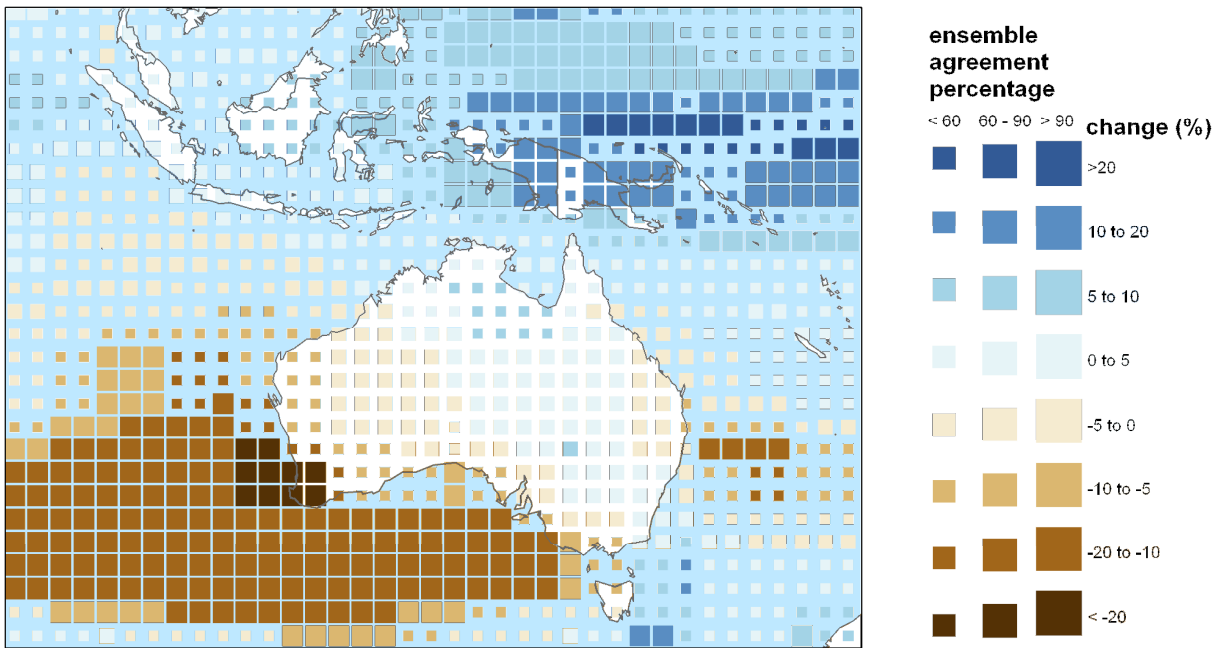 ensemble
agreement
percentage
< 60 60 - 90 > 90 change (%)
>20
10 to 20
5 to 10
0 to 5
-5 to 0
-10 to -5
-20 to -10
< -20